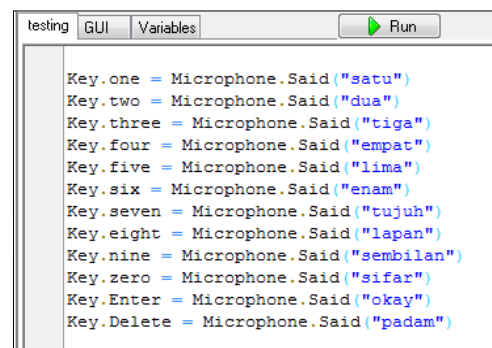 testing GUI Variables Run
Key.one = Microphone.Said("satu")
Key.two = Microphone.Said("dua")
Key.three = Microphone.Said("tiga")
Key.four = Microphone.Said("empat")
Key.five = Microphone.Said("lima")
Key.six = Microphone.Said("enam")
Key.seven = Microphone.Said("tujuh")
Key.eight = Microphone.Said("lapan")
Key.nine = Microphone.Said("sembilan")
Key.zero = Microphone.Said("sifar")
Key.Enter = Microphone.Said("okay")
Key.Delete = Microphone.Said("padam")